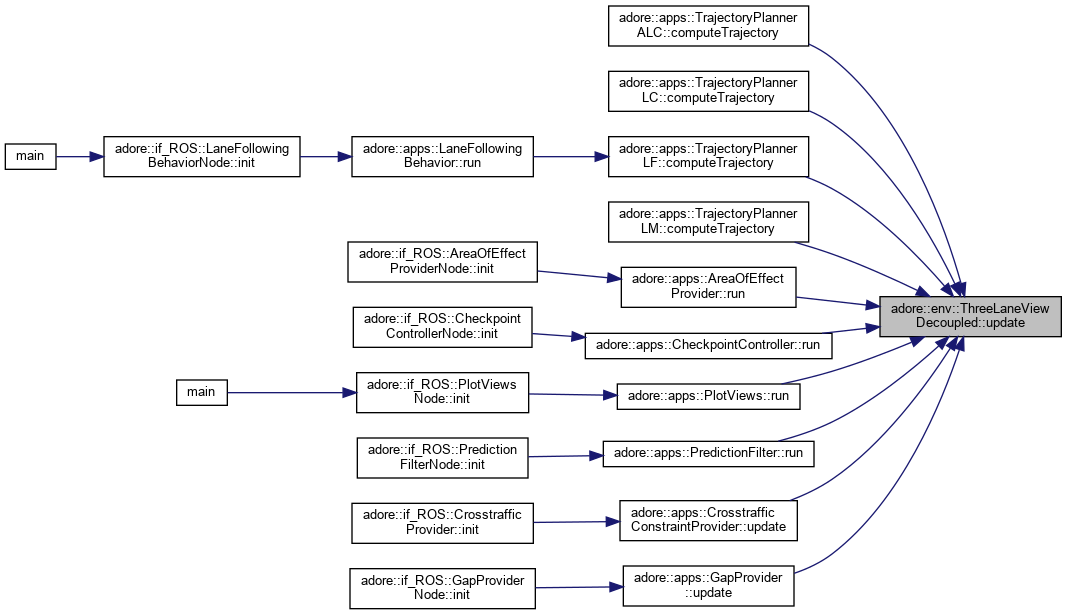 adore::apps::TrajectoryPlanner
ALC::computeTrajectory
adore::apps::TrajectoryPlanner
LC::computeTrajectory
main
adore::if_ROS::LaneFollowing
BehaviorNode::init
adore::apps::LaneFollowing
Behavior::run
adore::apps::TrajectoryPlanner
LF::computeTrajectory
adore::apps::TrajectoryPlanner
LM::computeTrajectory
adore::if_ROS::AreaOfEffect
ProviderNode::init
adore::apps::AreaOfEffect
Provider::run
adore::env::ThreeLaneView
Decoupled::update
adore::if_ROS::Checkpoint
ControllerNode::init
adore::apps::CheckpointController::run
main
adore::if_ROS::PlotViews
Node::init
adore::apps::PlotViews::run
adore::if_ROS::Prediction
FilterNode::init
adore::apps::PredictionFilter::run
adore::if_ROS::Crosstraffic
Provider::init
adore::apps::Crosstraffic
ConstraintProvider::update
adore::if_ROS::GapProvider
Node::init
adore::apps::GapProvider
::update